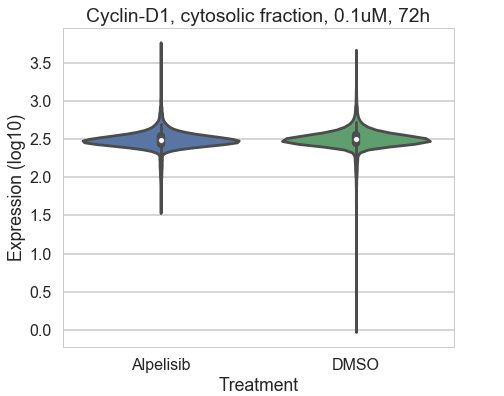 Cyclin-D1, cytosolic fraction, 0.1uM, 72h
Expression (log10)
3.5
3.0
2.5
2.0
1.5
1.0
0.5
0.0
Alpelisib DMSO
Treatment